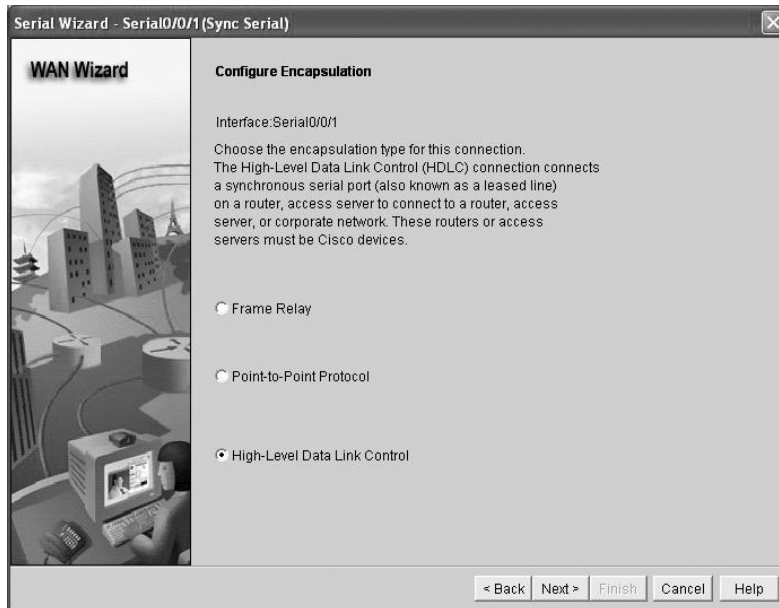 Serial Wizard - Serial0/0/1(Sync Serial)
WAN Wizard
Configure Encapsulation
Interface:Serial0/0/1
Choose the encapsulation type for this connection.
The High-Level Data Link Control (HDLC) connection connects
a synchronous serial port (also known as a leased line)
on a router, access server to connect to a router, access
server, or corporate network. These routers or access
servers must be Cisco devices.
Frame Relay
Point-to-Point Protocol
High-Level Data Link Control
< Back Next > Finish Cancel Help